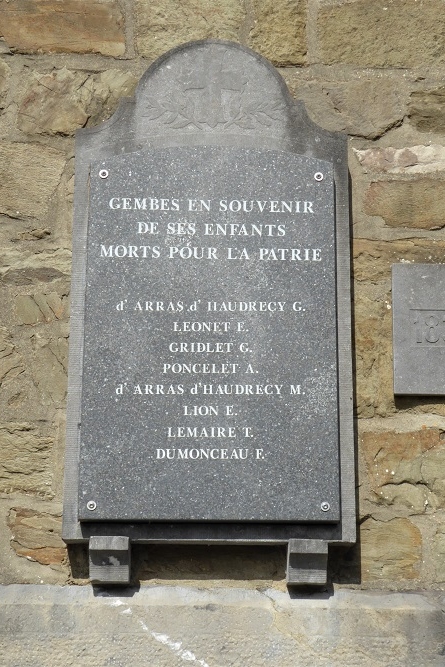 GEMBES EN SOUVENIR
DE SES ENFANTS
MORTS POUR LA PATRIE
d' ARRAS d' HAUDRECY G.
LEONET E.
GRIDLET G.
PONCELET A.
d' ARRAS d'HAUDRECY M.
LION E.
LEMAIRE T.
DUMONCEAU F.